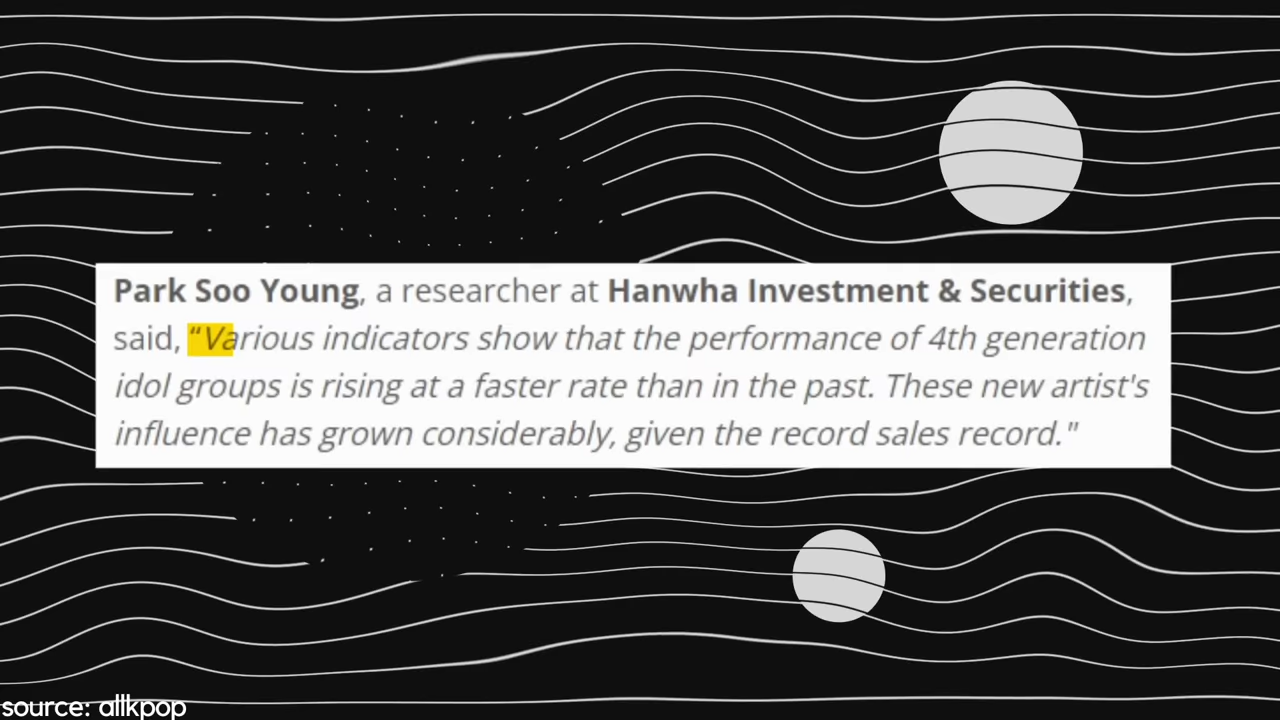 Park Soo Young, a researcher at Hanwha Investment & Securities,
said, “Various indicators show that the performance of 4th generation
idol groups is rising at a faster rate than in the past. These new artist's
influence has grown considerably, given the record sales record."
source: allkpop